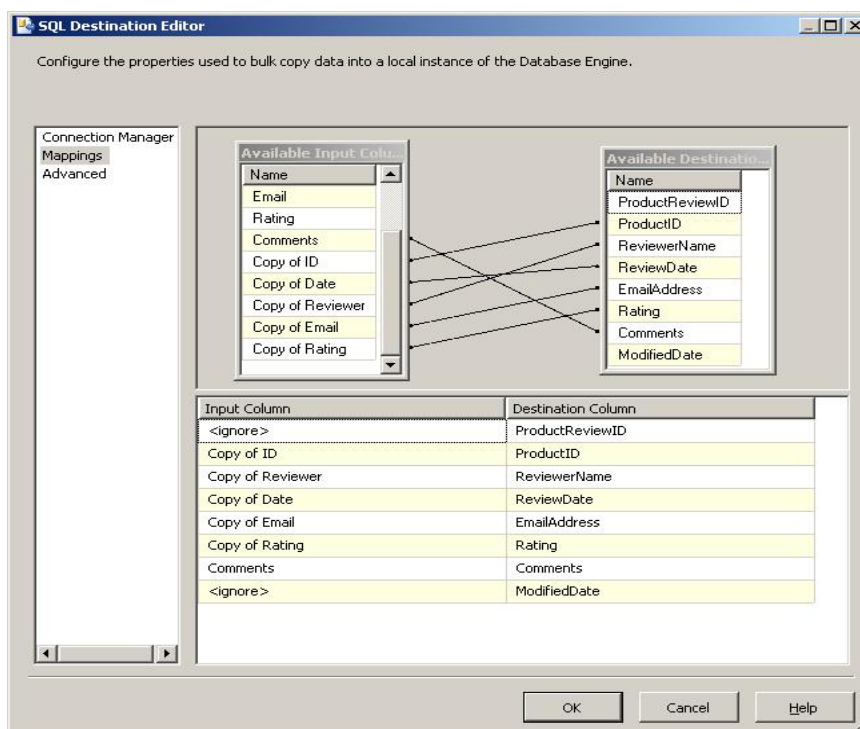 SQL Destination Editor
Configure the properties used to bulk copy data into a local instance of the Database Engine.
Connection Manager
Mappings
Advanced
Available Input Colu...
Name
Email
Rating
Comments
Copy of ID
Copy of Date
Copy of Reviewer
Copy of Email
Copy of Rating
Available Destinatio...
Name
ProductReviewID
ProductID
ReviewerName
ReviewDate
EmailAddress
Rating
Comments
ModifiedDate
Input Column Destination Column
<ignore> ProductReviewID
Copy of ID ProductID
Copy of Reviewer ReviewerName
Copy of Date ReviewDate
Copy of Email EmailAddress
Copy of Rating Rating
Comments Comments
<ignore> ModifiedDate
OK Cancel Help